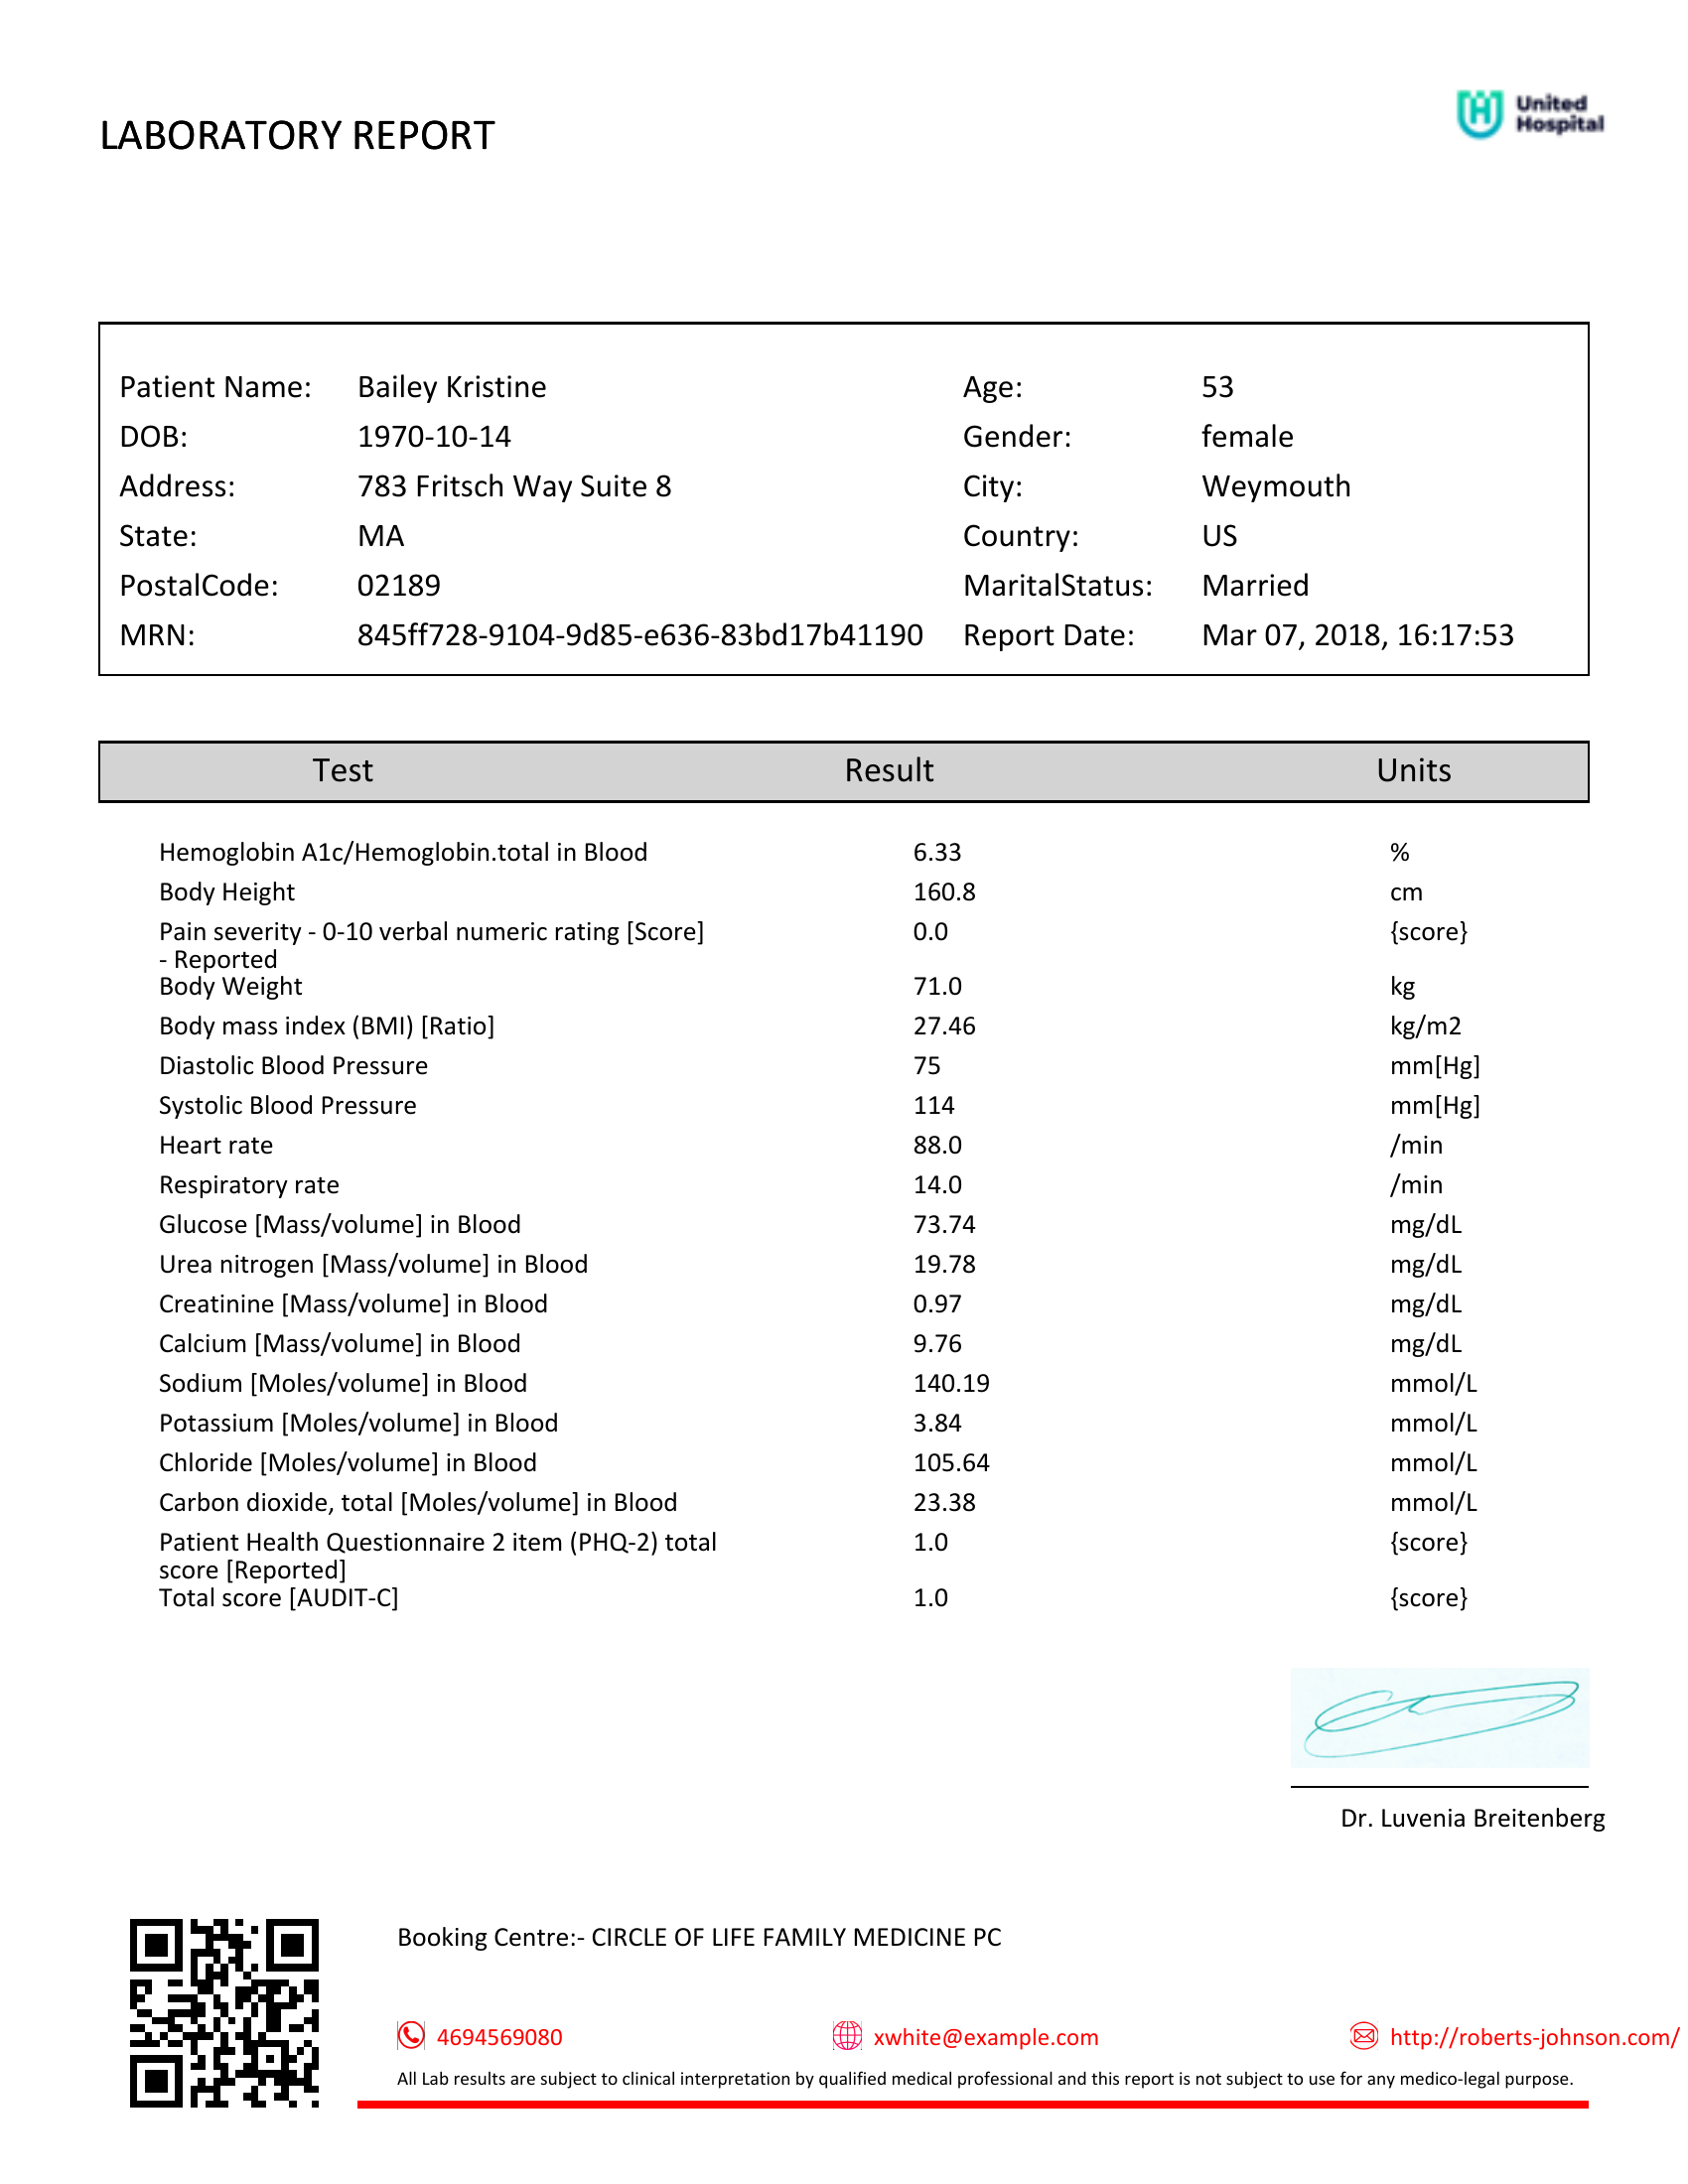 United
Hospital
LABORATORY REPORT
Patient Name: Bailey Kristine Age: 53
DOB: 1970-10-14 Gender: female
Address: 783 Fritsch Way Suite 8 City: Weymouth
State: MA Country: US
PostalCode: 02189 MaritalStatus: Married
MRN: 845ff728-9104-9d85-e636-83bd17b41190 Report Date: Mar 07, 2018, 16:17:53
Test Result Units
Hemoglobin A1c/Hemoglobin.total in Blood 6.33 %
Body Height 160.8 cm
Pain severity - 0-10 verbal numeric rating [Score] 0.0 {score}
- Reported
Body Weight 71.0 kg
Body mass index (BMI) [Ratio] 27.46 kg/m2
Diastolic Blood Pressure 75 mm[Hg]
Systolic Blood Pressure 114 mm[Hg]
Heart rate 88.0 /min
Respiratory rate 14.0 /min
Glucose [Mass/volume] in Blood 73.74 mg/dL
Urea nitrogen [Mass/volume] in Blood 19.78 mg/dL
Creatinine [Mass/volume] in Blood 0.97 mg/dL
Calcium [Mass/volume] in Blood 9.76 mg/dL
Sodium [Moles/volume] in Blood 140.19 mmol/L
Potassium [Moles/volume] in Blood 3.84 mmol/L
Chloride [Moles/volume] in Blood 105.64 mmol/L
Carbon dioxide, total [Moles/volume] in Blood 23.38 mmol/L
Patient Health Questionnaire 2 item (PHQ-2) total 1.0 {score}
score [Reported]
Total score [AUDIT-C] 1.0 {score}
Dr. Luvenia Breitenberg
Booking Centre:- CIRCLE OF LIFE FAMILY MEDICINE PC
4694569080 xwhite@example.com http://roberts-johnson.com/
All Lab results are subject to clinical interpretation by qualified medical professional and this report is not subject to use for any medico-legal purpose.